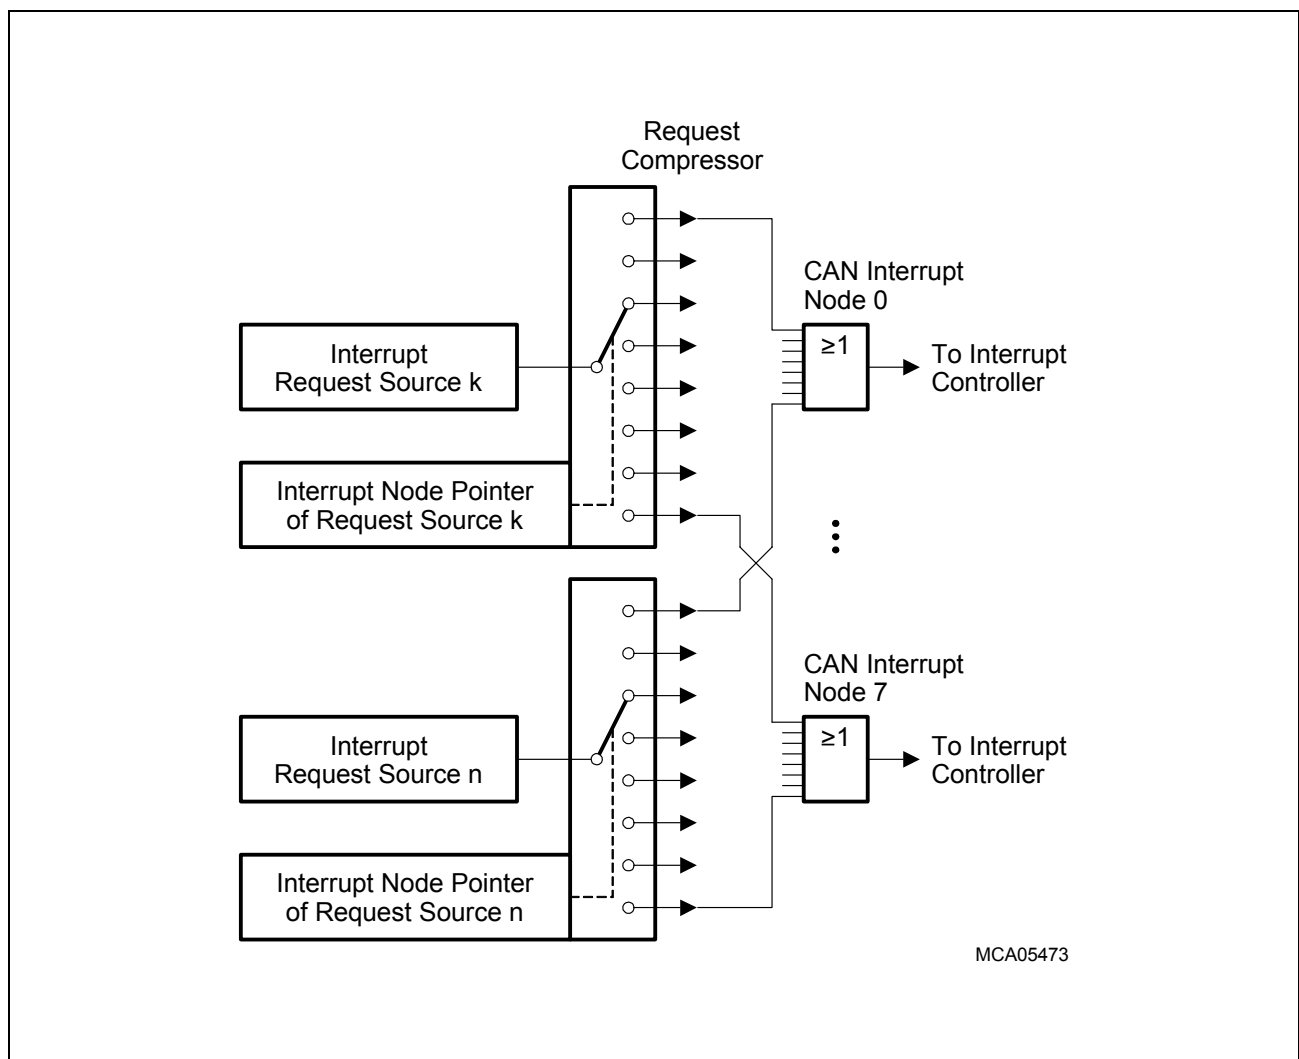 Request
Compressor
CAN Interrupt
Node 0
≥1
To Interrupt
Controller
Interrupt
Request Source k
Interrupt Node Pointer
of Request Source k
CAN Interrupt
Node 7
≥1
To Interrupt
Controller
Interrupt
Request Source n
Interrupt Node Pointer
of Request Source n
MCA05473